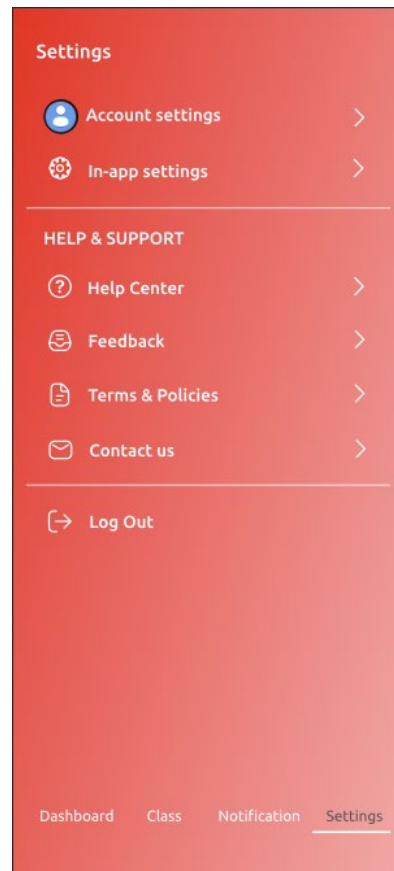 Settings
Account settings
In-app settings
HELP & SUPPORT
Help Center
Feedback
Terms & Policies
Contact us
Log Out
Dashboard Class Notification Settings